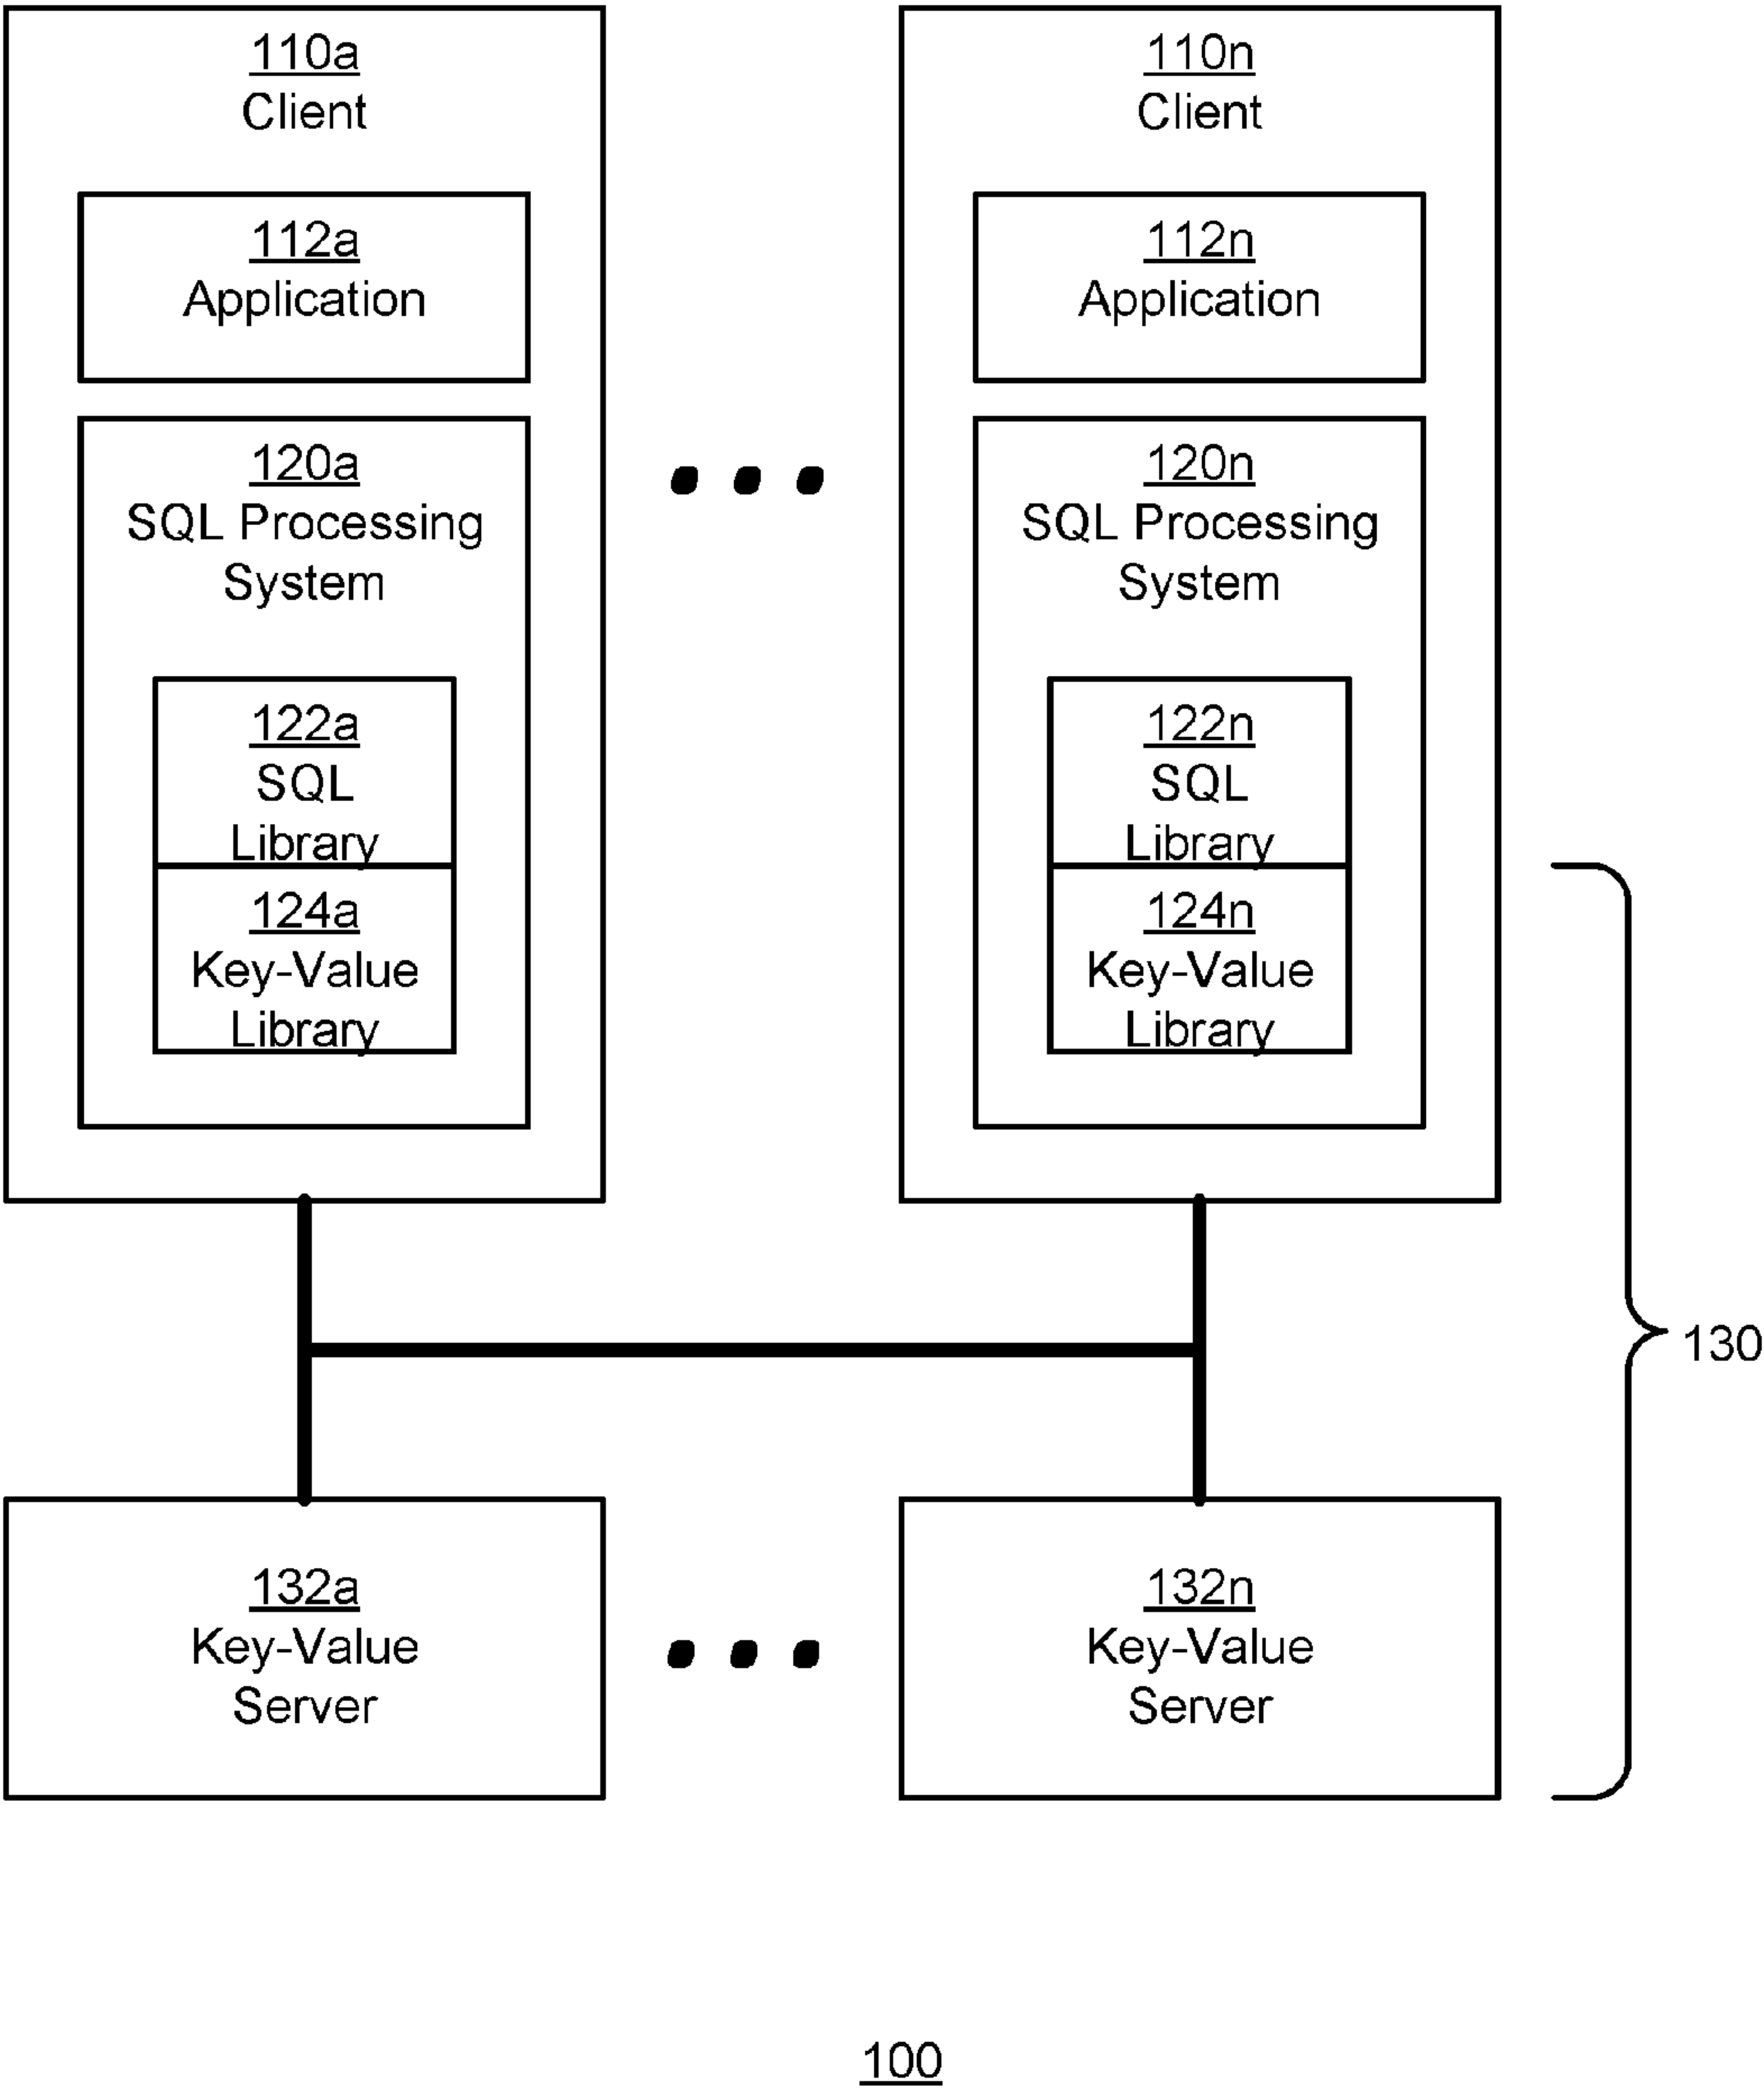 110a
Client
112a
Application
120a
SQL Processing
System
122a
SQL
Library
124a
Key-Value
Library
110n
Client
112n
Application
120n
SQL Processing
System
122n
SQL
Library
124n
Key-Value
Library
130
132a
Key-Value
Server
132n
Key-Value
Server
100